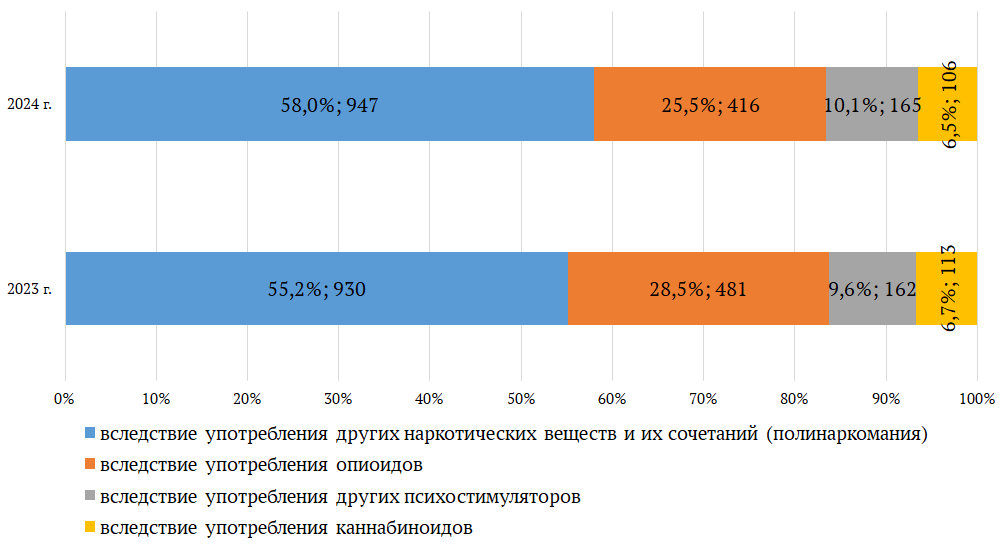 2024 г.
58,0%; 947
25,5%; 416
10,1%; 165
6,5%; 106
2023 г.
55,2%; 930
28,5%; 481
9,6%; 162
6,7%; 113
0% 10% 20% 30% 40% 50% 60% 70% 80% 90% 100%
вследствие употребления других наркотических веществ и их сочетаний (полинаркомания)
вследствие употребления опиоидов
вследствие употребления других психостимуляторов
вследствие употребления каннабиноидов